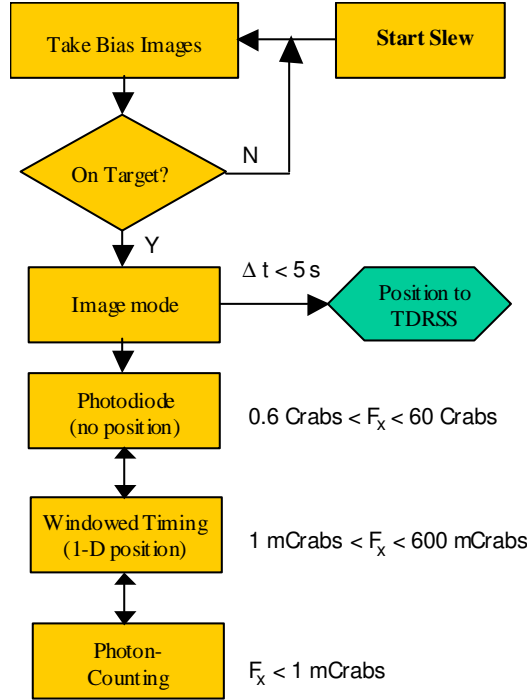 Take Bias Images
Start Slew
On Target?
N
Y
Δ t < 5 s
Image mode
Position to
TDRSS
Photodiode
(no position)
0.6 Crabs < Fx < 60 Crabs
Windowed Timing
(1-D position)
1 mCrabs < Fx < 600 mCrabs
Photon-
Counting
Fx < 1 mCrabs